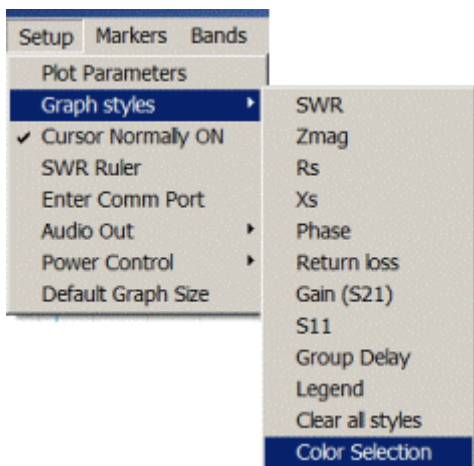 Setup Markers Bands
Plot Parameters
Graph styles
Cursor Normally ON
SWR Ruler
Enter Comm Port
Audio Out
Power Control
Default Graph Size
SWR
Zmag
Rs
Xs
Phase
Return loss
Gain (S21)
S11
Group Delay
Legend
Clear all styles
Color Selection